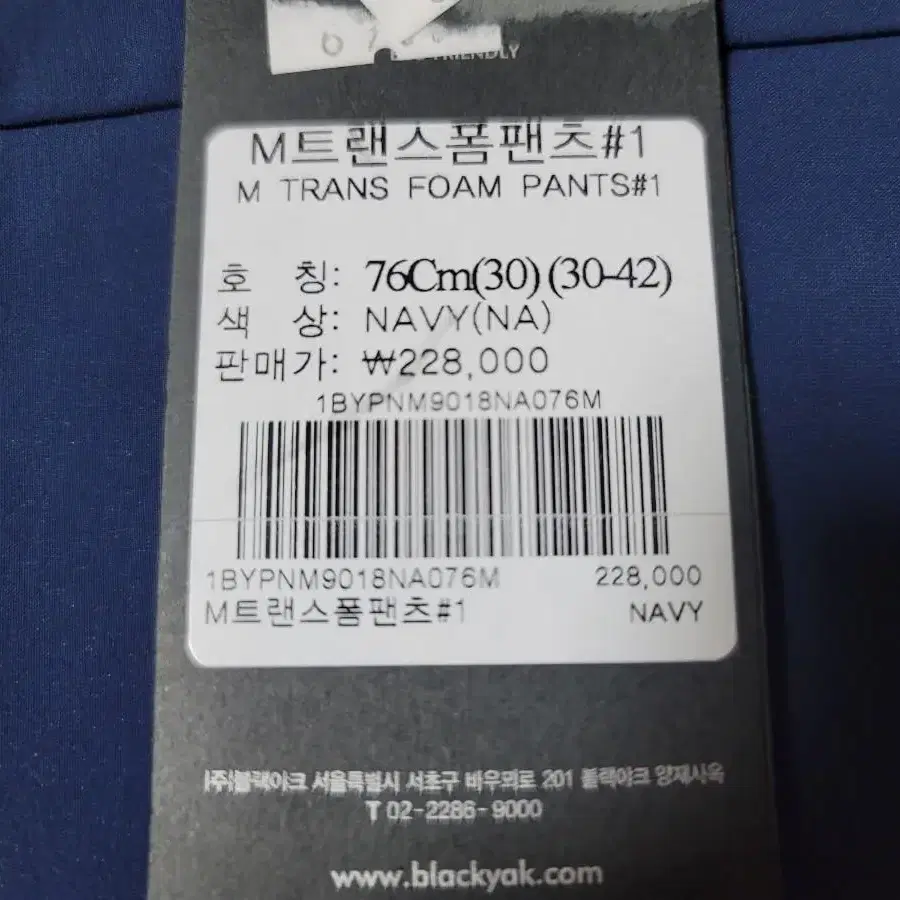 FRIENDLY
M트랜스폼팬츠#1
M TRANS FOAM PANTS#1
호 칭: 76Cm(30) (30-42)
색 상: NAVY(NA)
판매가: ₩228,000
1BYPNM9018NA076M
1BYPNM9018NA076M 228,000
M트랜스폼팬츠#1 NAVY
(주)블랙야크 서울특별시 서초구 바우뫼로 201 블랙야크 양재사옥
T 02-2286-9000
www.blackyak.com